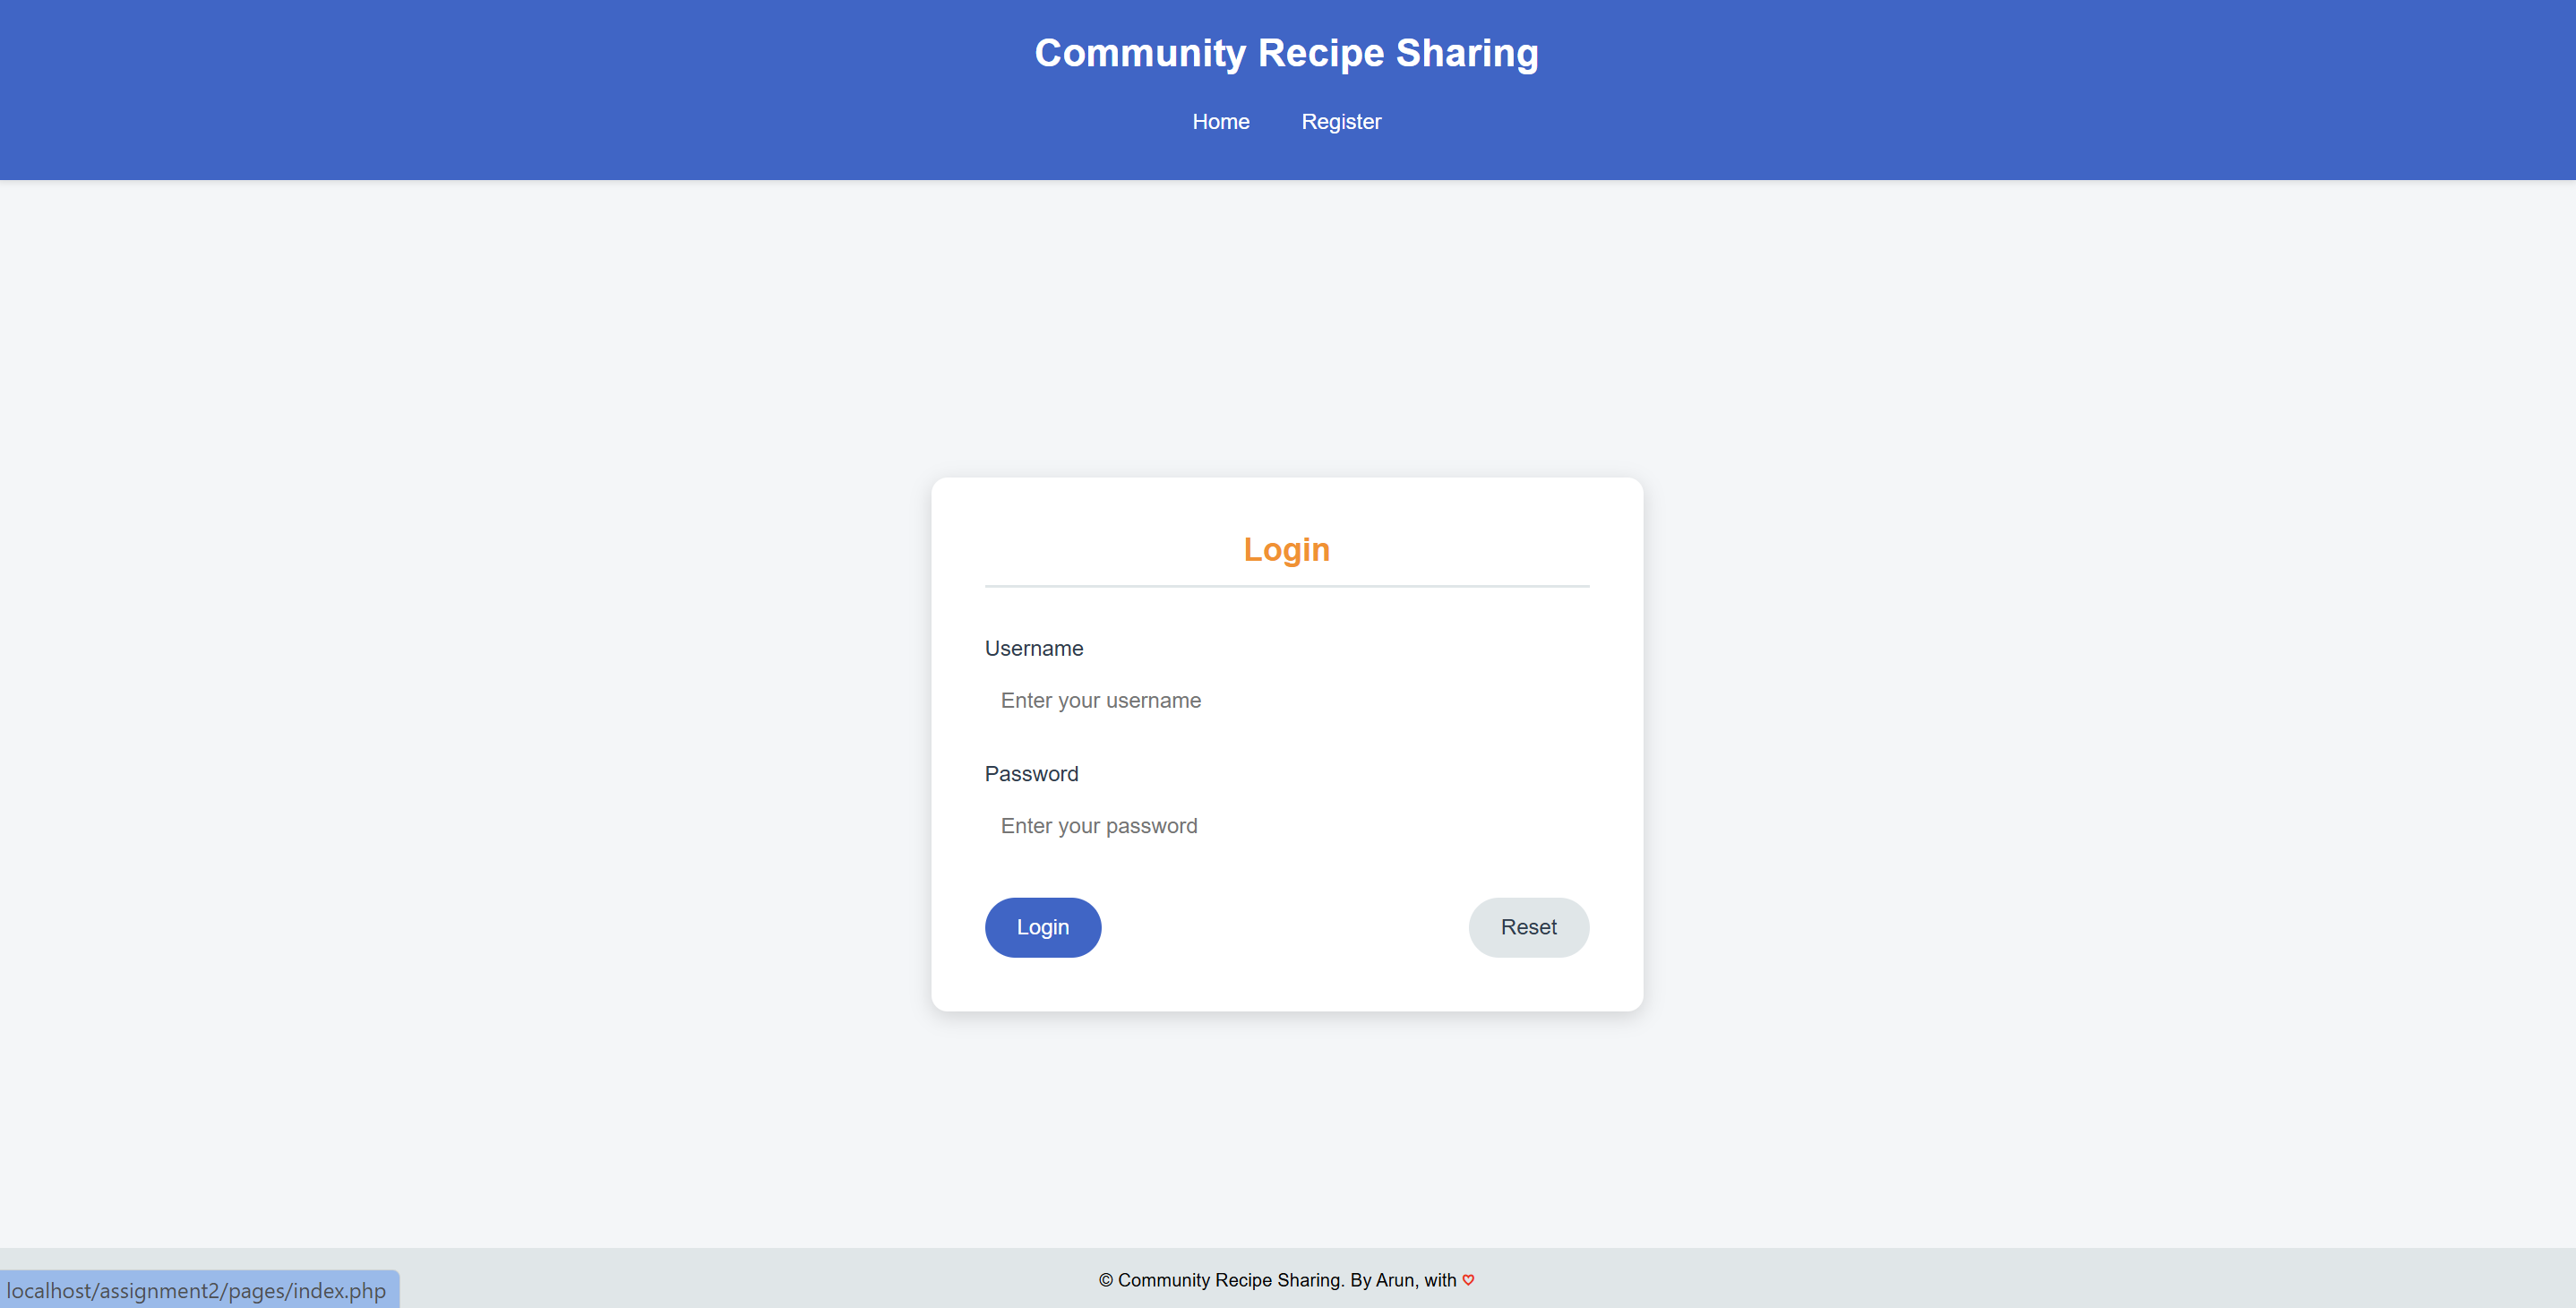 Community Recipe Sharing
Home Register
Login
Username
Enter your username
Password
Enter your password
Login Reset
© Community Recipe Sharing. By Arun, with ♡
localhost/assignment2/pages/index.php